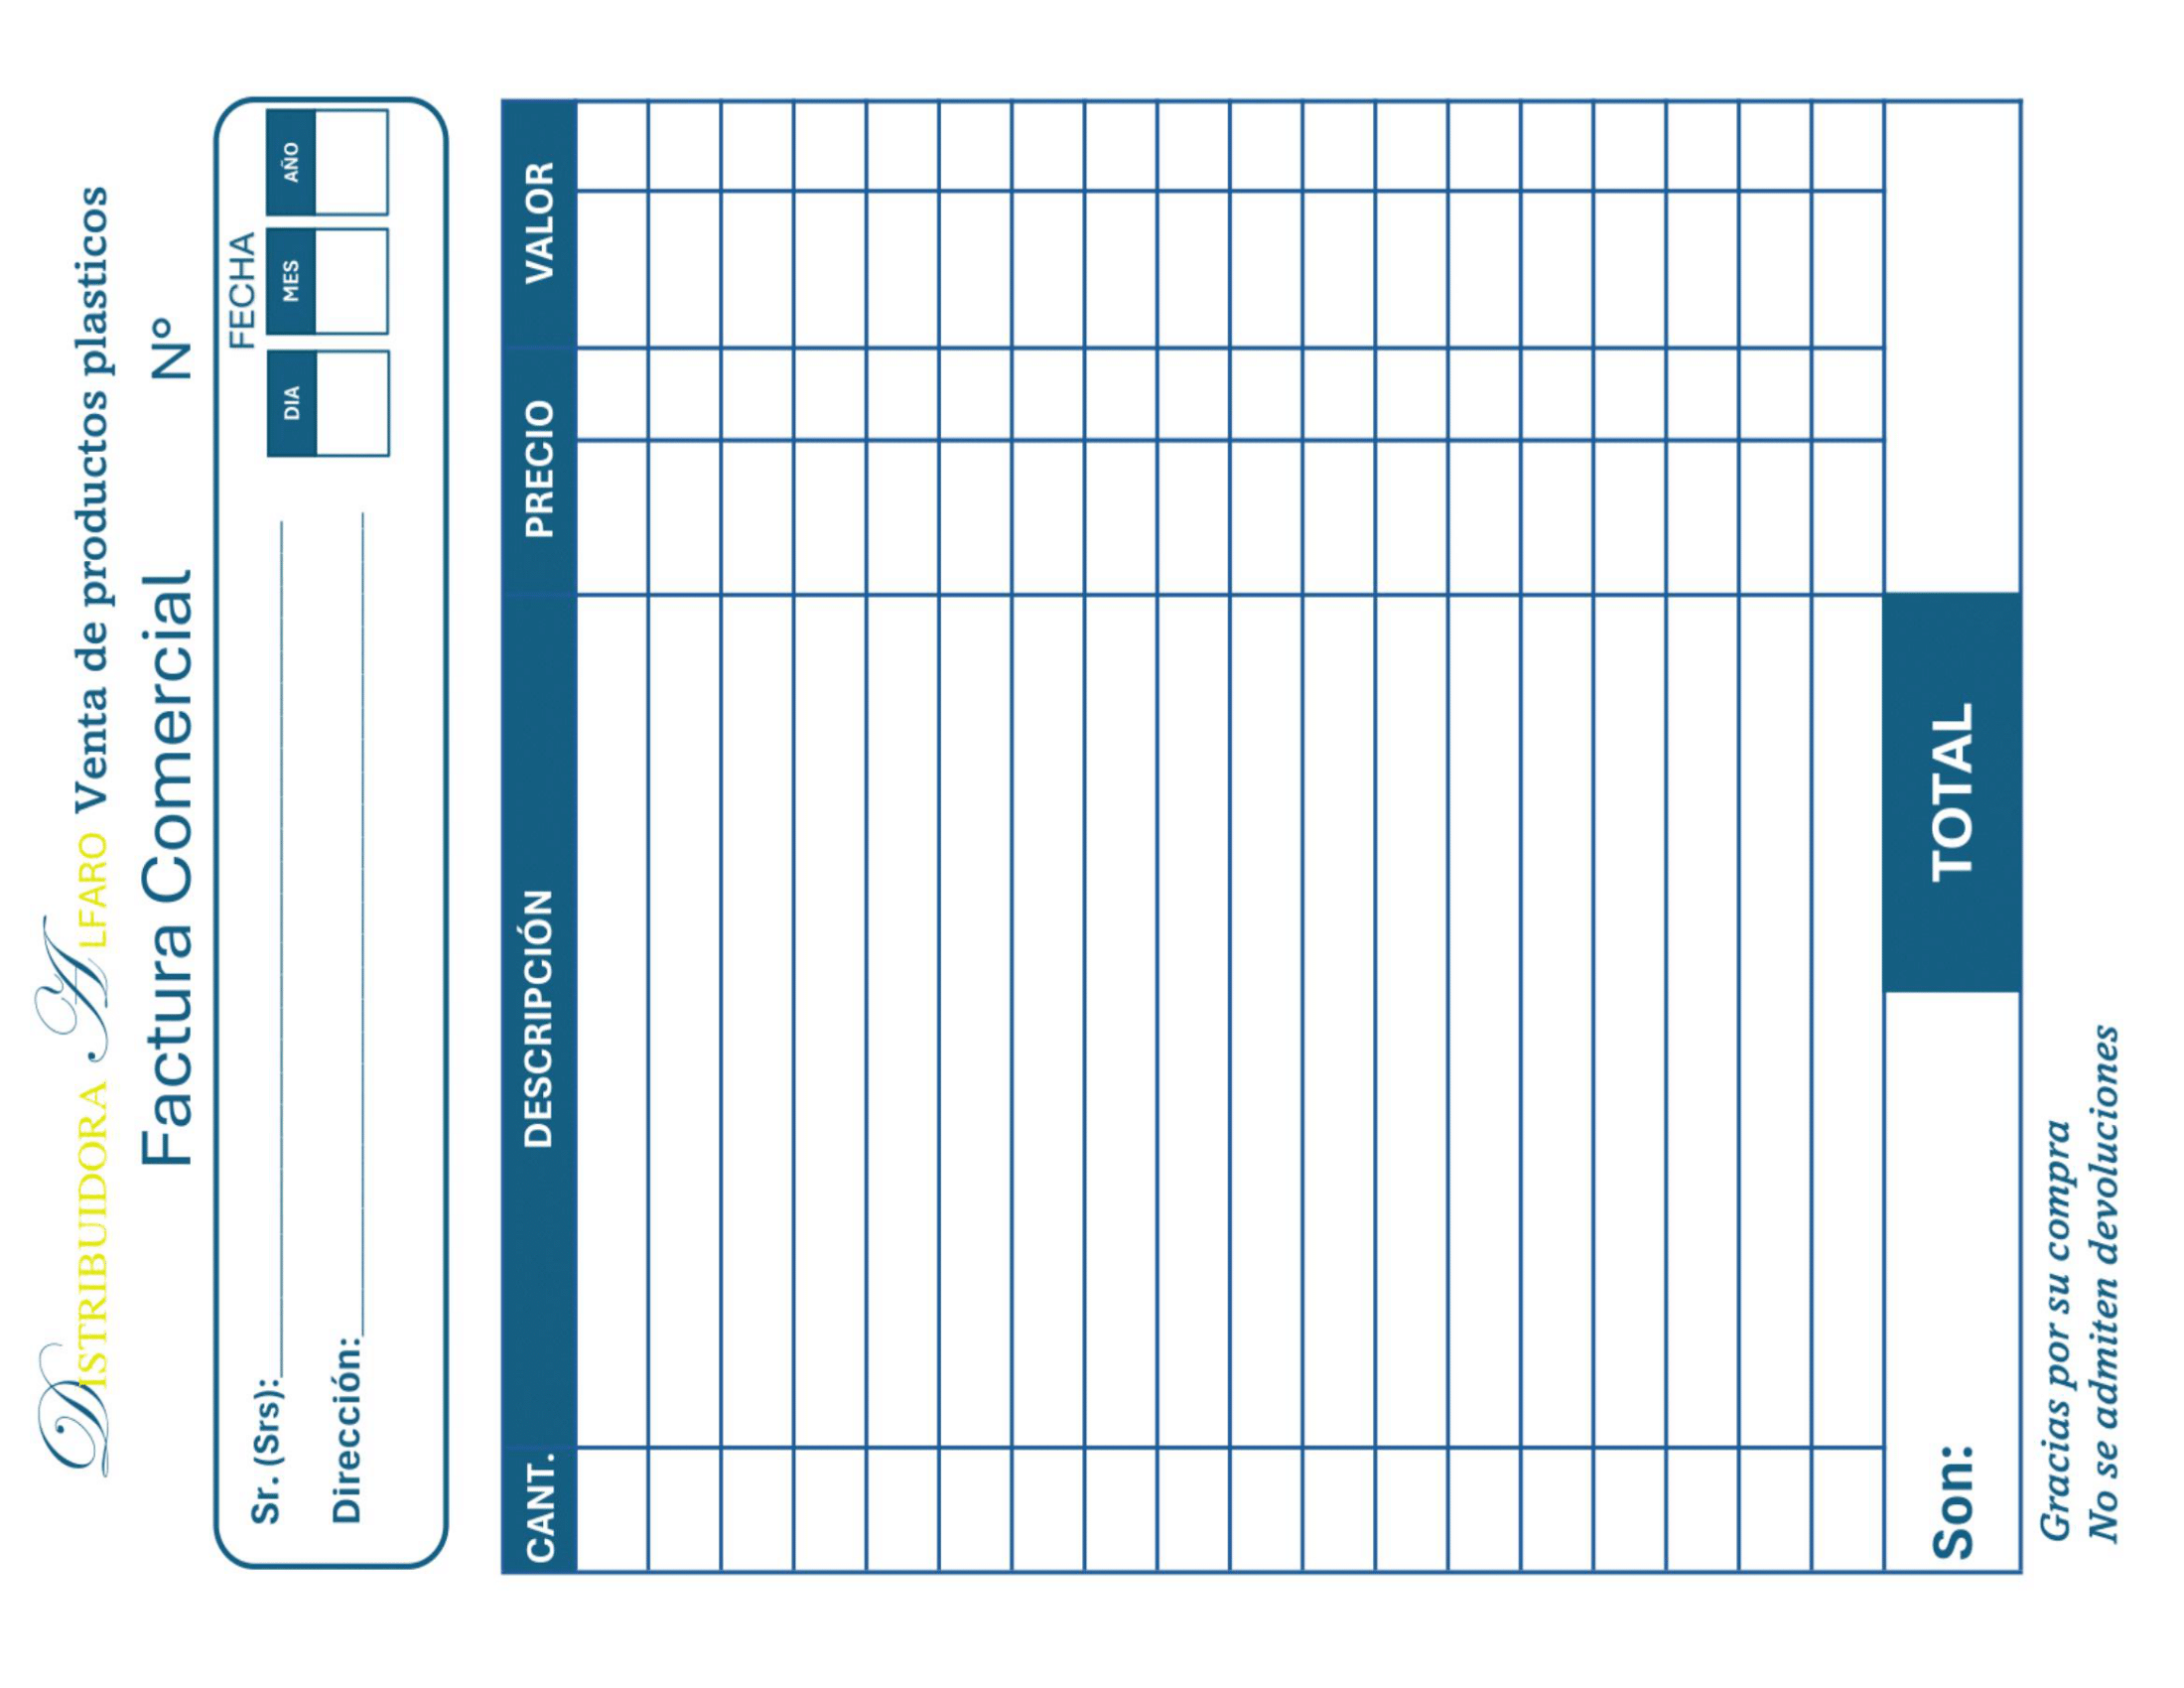 DISTRIBUIDORA ALFARO Venta de productos plasticos
Factura Comercial N°
FECHA
DIA MES AÑO
Sr. (Srs):
Dirección:
CANT. DESCRIPCIÓN PRECIO VALOR
Son: TOTAL
Gracias por su compra
No se admiten devoluciones